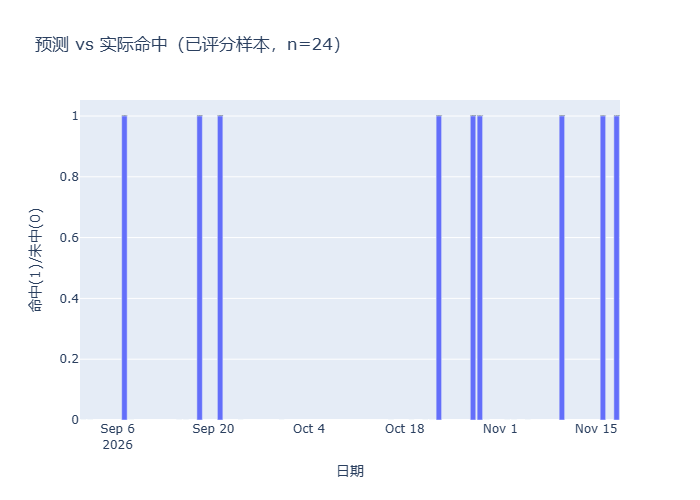 预测 vs 实际命中（已评分样本，n=24）
命中(1)/未中(0)
1
0.8
0.6
0.4
0.2
0
Sep 6
2026
Sep 20
Oct 4
Oct 18
Nov 1
Nov 15
日期